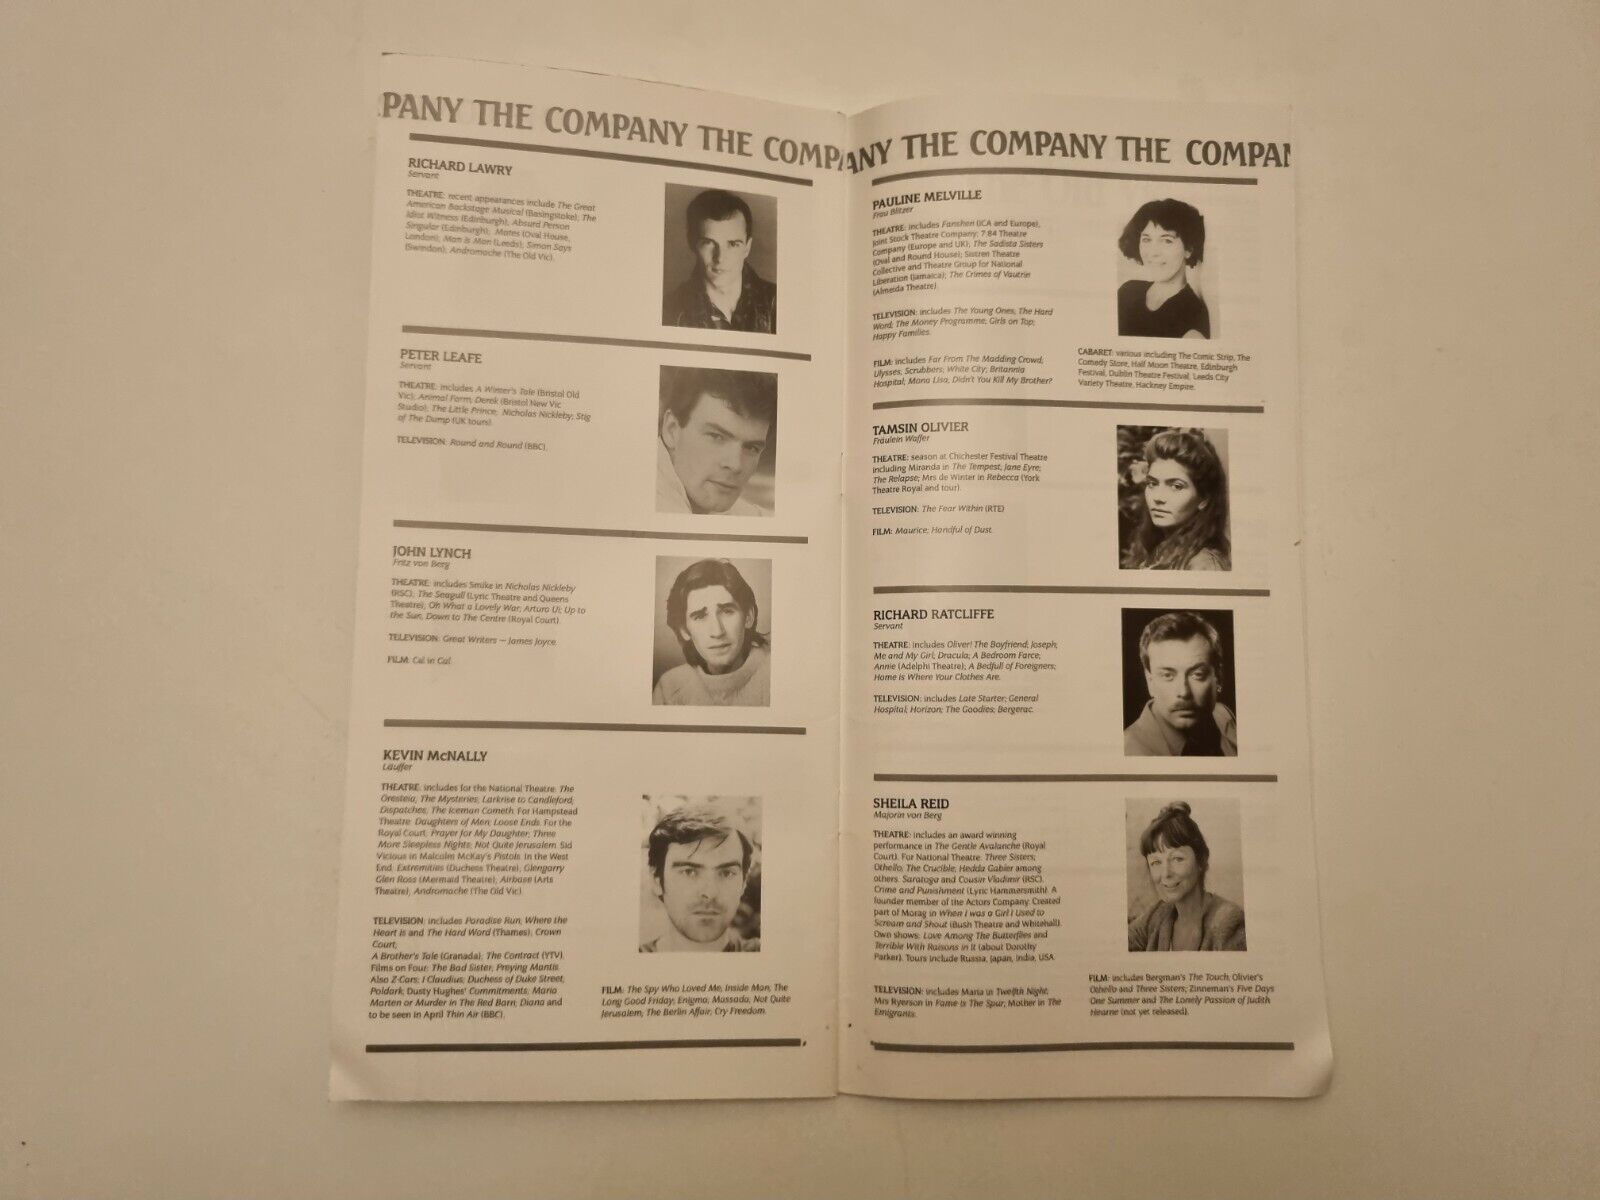 PANY THE COMPANY THE COMPA
RICHARD LAWRY
Servant
THEATRE: recent appearances include The Great
American Backstage Musical (Basingstoke); The
Idiot Witness (Edinburgh); Absurd Person
Singular (Edinburgh); Mates (Oval House,
London); Man is Man (Leeds); Simon Says
(Swindon); Andromache (The Old Vic).
PETER LEAFE
Servant
THEATRE: includes A Winter's Tale (Bristol Old
Vic); Animal Farm; Derek (Bristol New Vic
Studio); The Little Prince; Nicholas Nickleby; Stig
of The Dump (UK tours).
TELEVISION: Round and Round (BBC).
JOHN LYNCH
Fritz von Berg
THEATRE: includes Smike in Nicholas Nickleby
(RSC); The Seagull (Lyric Theatre and Queens
Theatre); Oh What a Lovely War; Arturo Ui; Up to
the Sun, Down to The Centre (Royal Court).
TELEVISION: Great Writers — James Joyce.
FILM: Cal in Cal.
KEVIN McNALLY
Läuffer
THEATRE: includes for the National Theatre: The
Oresteia, The Mysteries, Larkrise to Candleford,
Dispatches, The Iceman Cometh. For Hampstead
Theatre: Daughters of Men; Loose Ends. For the
Royal Court: Prayer for My Daughter; Three
More Sleepless Nights; Not Quite Jerusalem. Sid
Vicious in Malcolm McKay's Pistols. In the West
End: Extremities (Duchess Theatre); Glengarry
Glen Ross (Mermaid Theatre); Airbase (Arts
Theatre); Andromache (The Old Vic).
TELEVISION: includes Paradise Run, Where the
Heart Is and The Hard Word (Thames); Crown
Court;
A Brother's Tale (Granada); The Contract (YTV).
Films on Four: The Bad Sister; Praying Mantis.
Also Z-Cars; I Claudius; Duchess of Duke Street;
Poldark; Dusty Hughes' Commitments; Maria
Marten or Murder in The Red Barn; Diana and
to be seen in April Thin Air (BBC).
FILM: The Spy Who Loved Me; Inside Man; The
Long Good Friday; Enigma; Massada; Not Quite
Jerusalem; The Berlin Affair; Cry Freedom.
ANY THE COMPANY THE COMPAN
PAULINE MELVILLE
Frau Blitzer
THEATRE: includes Fanshen (ICA and Europe);
Joint Stock Theatre Company; 7:84 Theatre
Company (Europe and UK); The Sadista Sisters
(Oval and Round House); Sistren Theatre
Collective and Theatre Group for National
Liberation (Jamaica); The Crimes of Vautrin
(Almeida Theatre).
TELEVISION: includes The Young Ones; The Hard
Word; The Money Programme; Girls on Top;
Happy Families.
FILM: includes Far From The Madding Crowd;
Ulysses; Scrubbers; White City; Britannia
Hospital; Mona Lisa, Didn't You Kill My Brother?
CABARET: various including The Comic Strip, The
Comedy Store, Half Moon Theatre, Edinburgh
Festival, Dublin Theatre Festival, Leeds City
Variety Theatre, Hackney Empire.
TAMSIN OLIVIER
Fräulein Waffer
THEATRE: season at Chichester Festival Theatre
including Miranda in The Tempest; Jane Eyre;
The Relapse; Mrs de Winter in Rebecca (York
Theatre Royal and tour).
TELEVISION: The Fear Within (RTE)
FILM: Maurice; Handful of Dust.
RICHARD RATCLIFFE
Servant
THEATRE: includes Oliver! The Boyfriend; Joseph;
Me and My Girl; Dracula; A Bedroom Farce;
Annie (Adelphi Theatre); A Bedfull of Foreigners;
Home is Where Your Clothes Are.
TELEVISION: includes Late Starter; General
Hospital; Horizon; The Goodies; Bergerac.
SHEILA REID
Majorin von Berg
THEATRE: includes an award winning
performance in The Gentle Avalanche (Royal
Court). For National Theatre: Three Sisters;
Othello; The Crucible; Hedda Gabler among
others. Saratoga and Cousin Vladimir (RSC).
Crime and Punishment (Lyric Hammersmith). A
founder member of the Actors Company. Created
part of Morag in When I was a Girl I Used to
Scream and Shout (Bush Theatre and Whitehall).
Own shows: Love Among The Butterflies and
Terrible With Raisons in It (about Dorothy
Parker). Tours include Russia, Japan, India, USA.
TELEVISION: includes Maria in Twelfth Night;
Mrs Ryerson in Fame Is The Spur; Mother in The
Emigrants.
FILM: includes Bergman's The Touch; Olivier's
Othello and Three Sisters; Zinneman's Five Days
One Summer and The Lonely Passion of Judith
Hearne (not yet released).